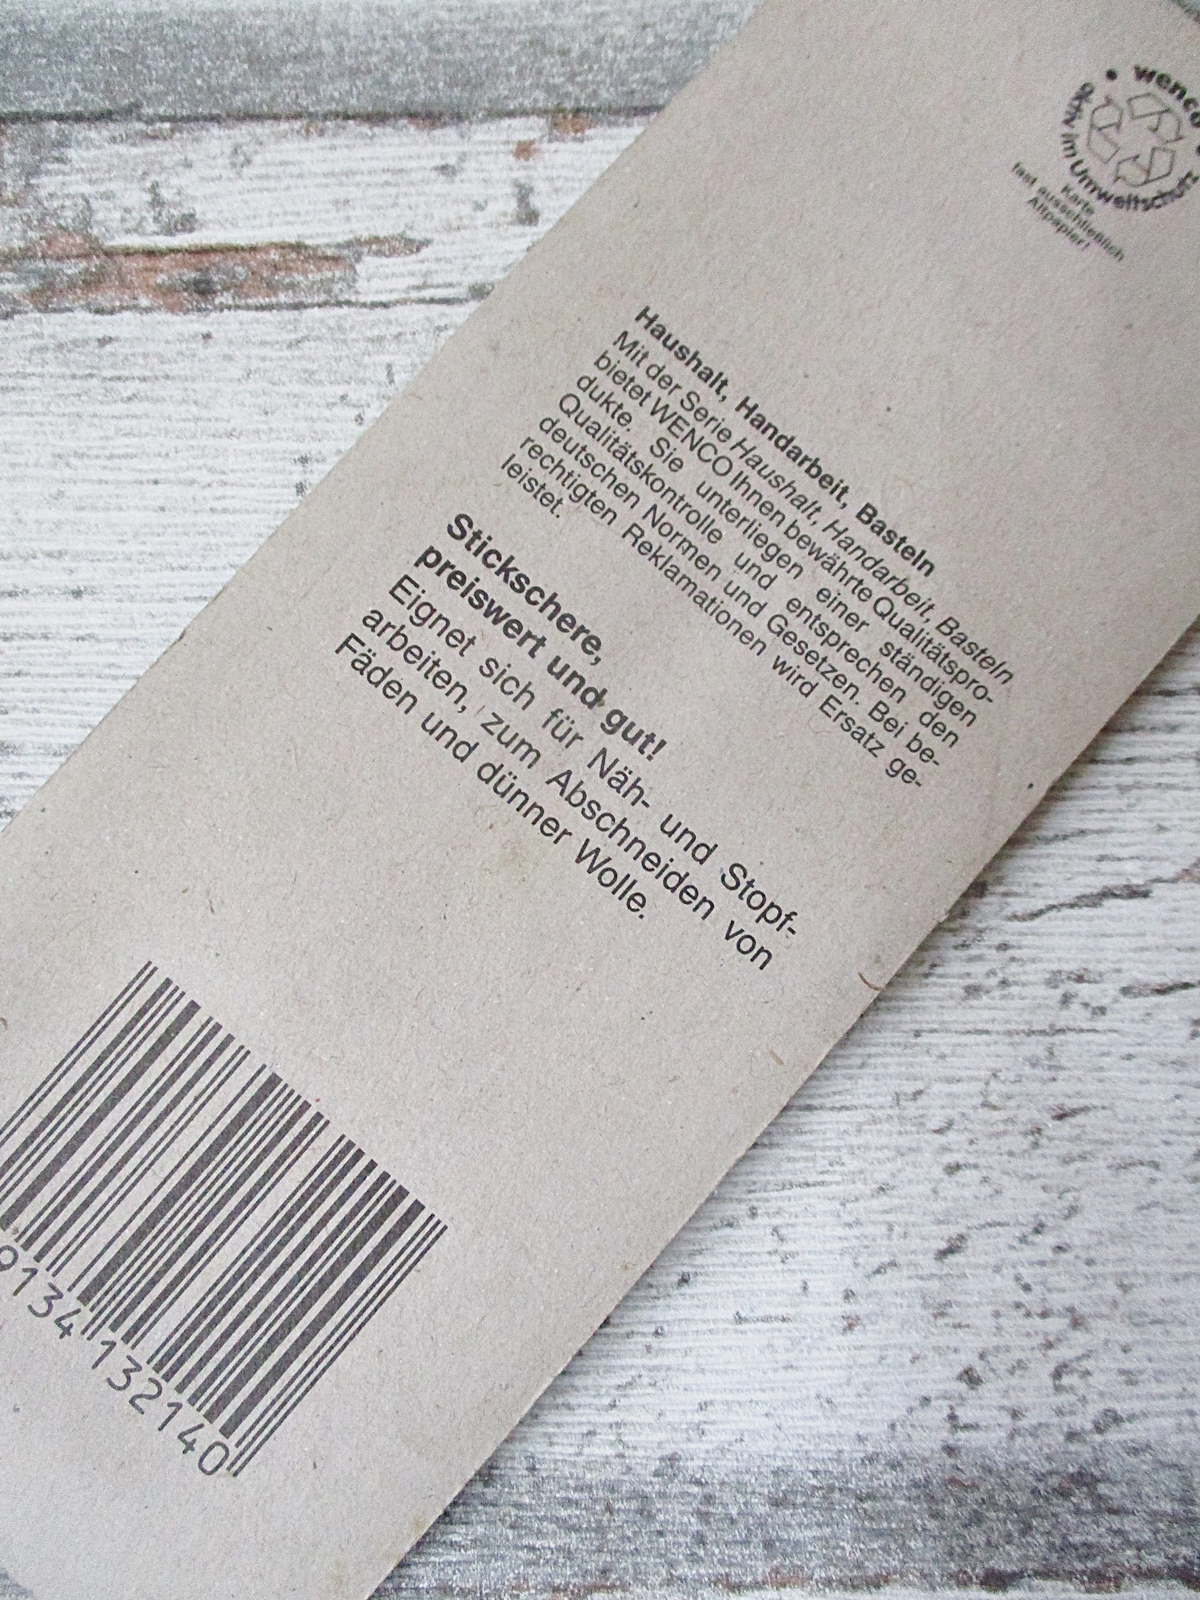 wenco
aktiv im Umweltschutz
Karte
fast ausschließlich
Altpapier!
Haushalt, Handarbeit, Basteln
Mit der Serie Haushalt, Handarbeit, Basteln
bietet WENCO Ihnen bewährte Qualitätspro-
dukte. Sie unterliegen einer ständigen
Qualitätskontrolle und entsprechen den
deutschen Normen und Gesetzen. Bei be-
rechtigten Reklamationen wird Ersatz ge-
leistet.
Stickschere,
preiswert und gut!
Eignet sich für Näh- und Stopf-
arbeiten, zum Abschneiden von
Fäden und dünner Wolle.
9134 132140